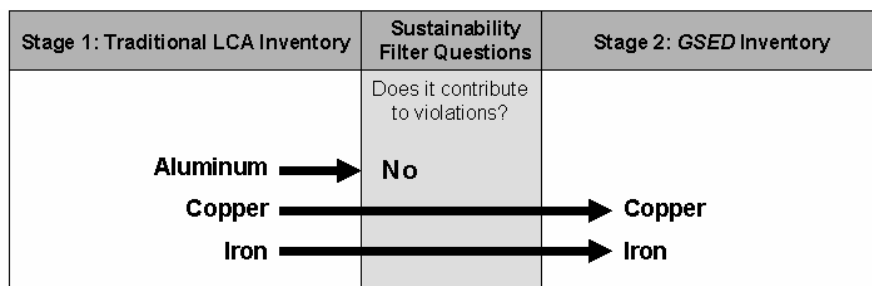 Stage 1: Traditional LCA Inventory
Sustainability
Filter Questions
Stage 2: GSED Inventory
Does it contribute
to violations?
Aluminum
No
Copper
Copper
Iron
Iron